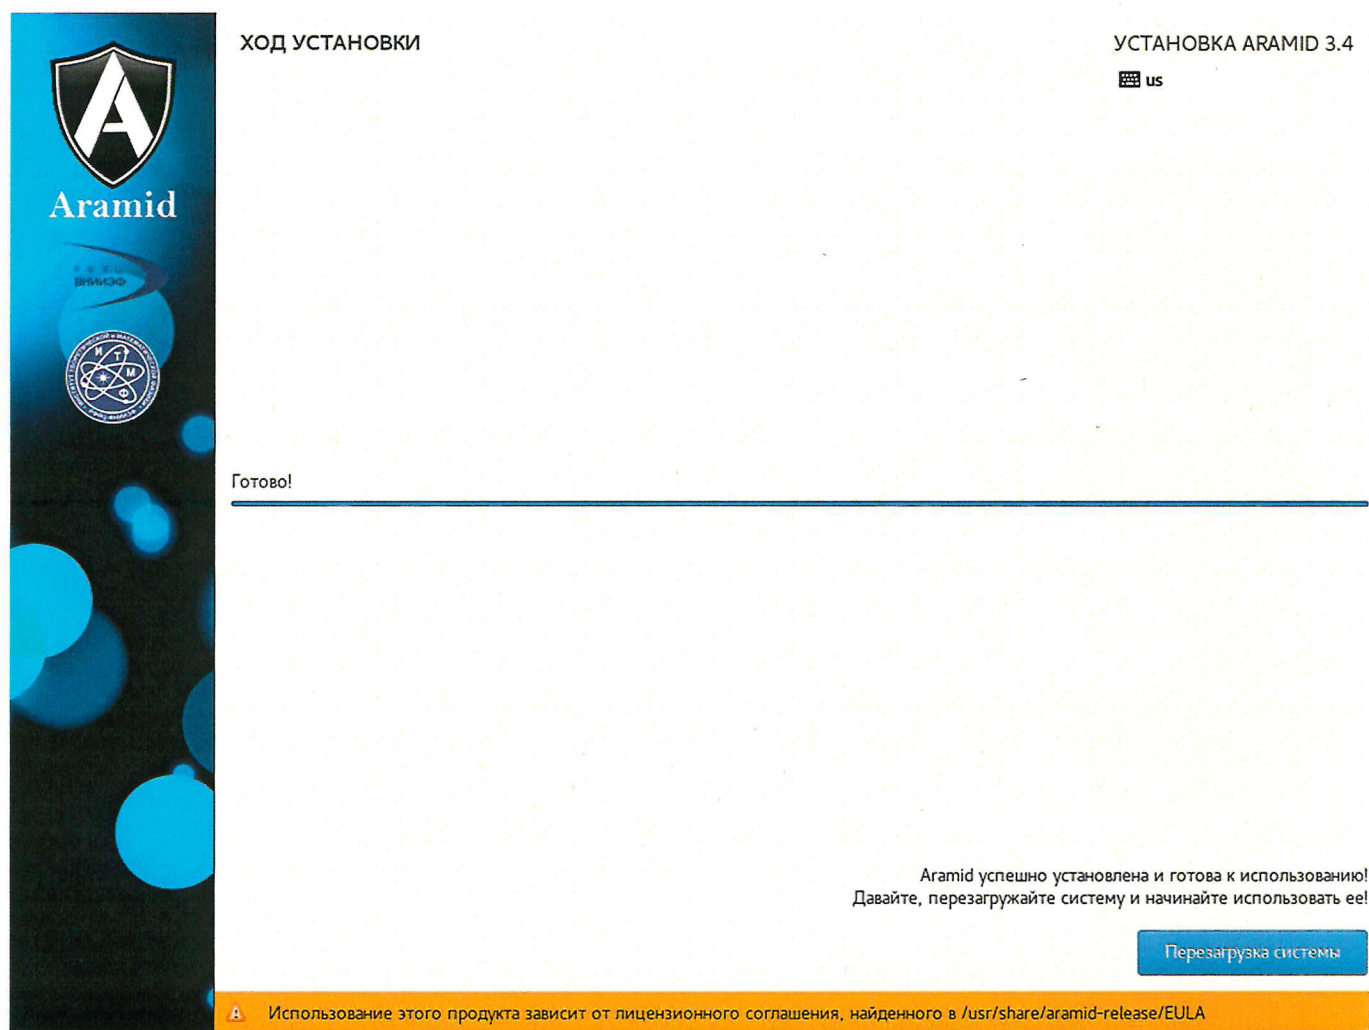 ХОД УСТАНОВКИ
УСТАНОВКА ARAMID 3.4
us
Aramid
ВНИИЭФ
И Т М Ф
Готово!
Aramid успешно установлена и готова к использованию!
Давайте, перезагружайте систему и начинайте использовать ее!
Перезагрузка системы
Использование этого продукта зависит от лицензионного соглашения, найденного в /usr/share/aramid-release/EULA